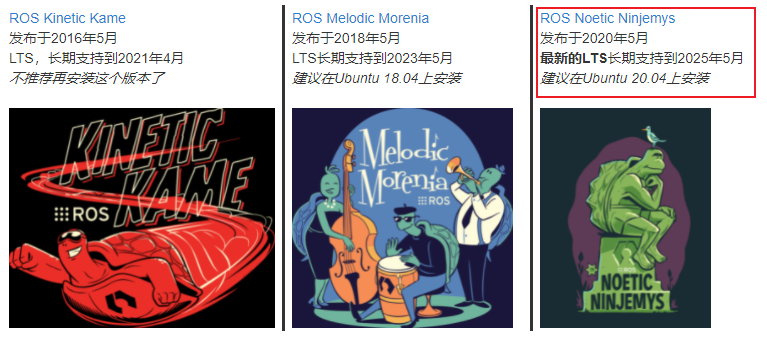 ROS Kinetic Kame
发布于2016年5月
LTS，长期支持到2021年4月
不推荐再安装这个版本了
KINETIC
KAME
ROS
ROS Melodic Morenia
发布于2018年5月
LTS长期支持到2023年5月
建议在Ubuntu 18.04上安装
Melodic
Morenia
ROS
ROS Noetic Ninjemys
发布于2020年5月
最新的LTS长期支持到2025年5月
建议在Ubuntu 20.04上安装
ROS
NOETIC
NINJEMYS